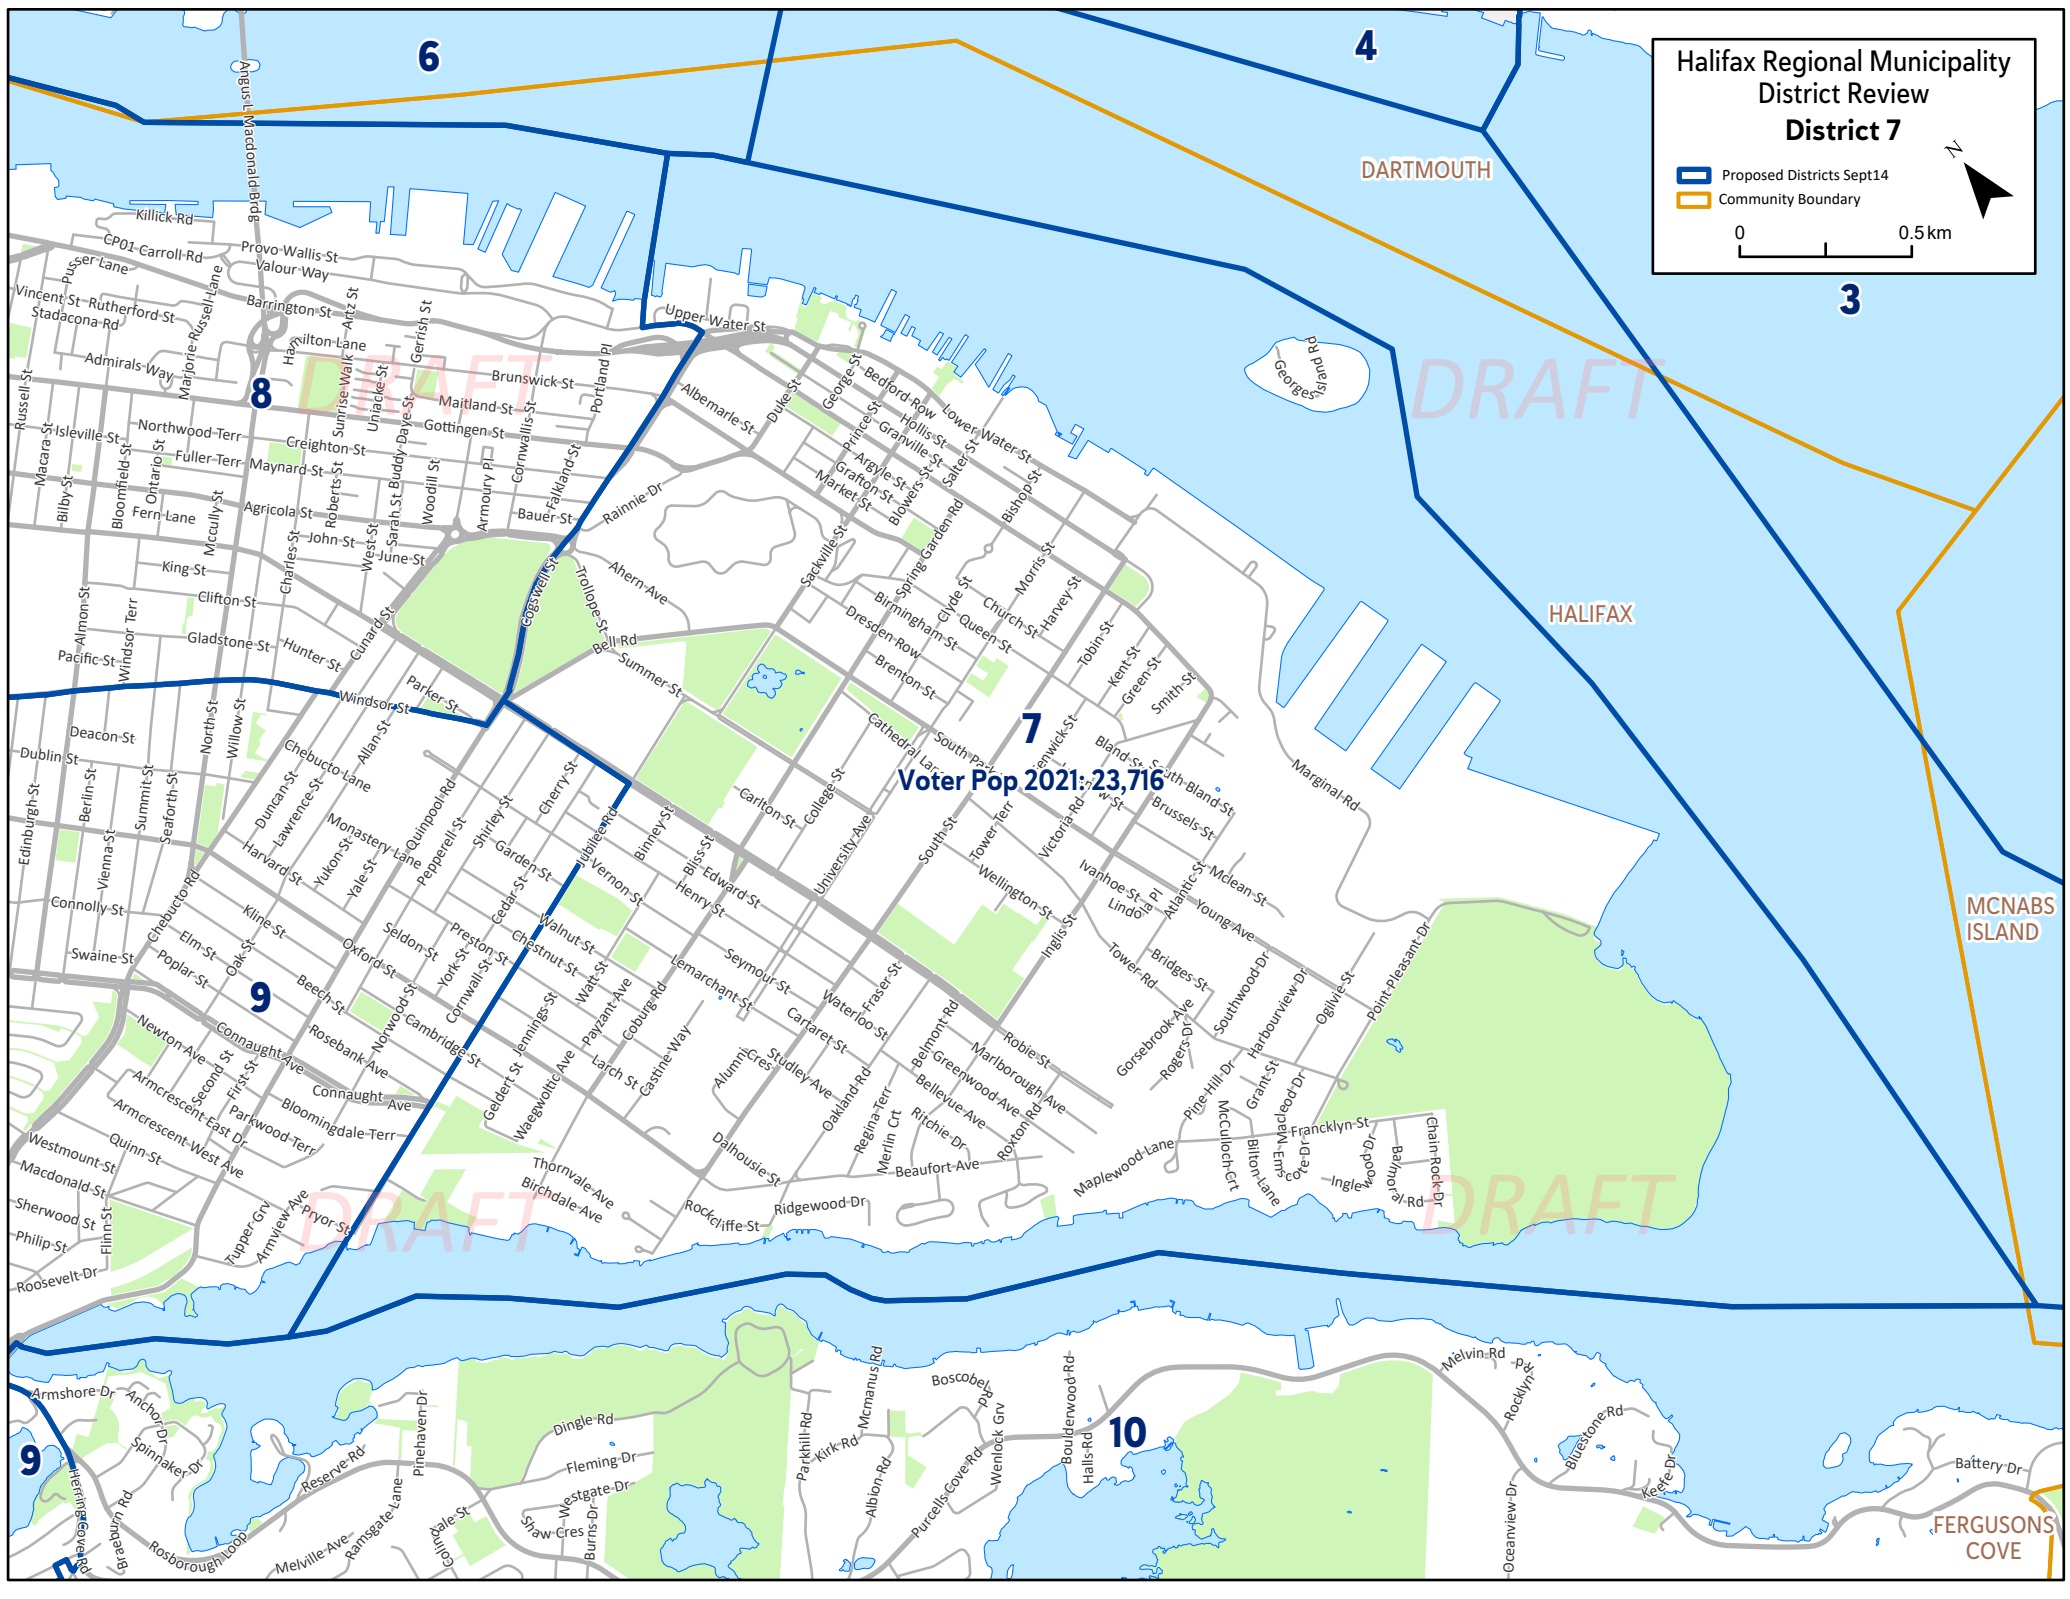 6
4
Halifax Regional Municipality
District Review
District 7
N
Proposed Districts Sept14
Community Boundary
0
0.5 km
3
DARTMOUTH
HALIFAX
MCNABS
ISLAND
FERGUSONS
COVE
DRAFT
DRAFT
DRAFT
DRAFT
8
7
Voter Pop 2021: 23,716
9
9
10
Angus L Macdonald Brdg
Killick Rd
CP01 Carroll Rd
Provo Wallis St
Valour Way
Pusser Lane
Vincent St
Rutherford St
Stadacona Rd
Marjorie Russell Lane
Barrington St
Artz St
Gerrish St
Hamilton Lane
Admirals Way
Russell St
Sunrise Walk
Uniacke St
Brunswick St
Portland Pl
Maitland St
Gottingen St
Cornwallis St
Buddy Daye St
Isleville St
Northwood Terr
Creighton St
Fuller Terr
Maynard St
Macara St
Bilby St
Bloomfield St
Ontario St
Fern Lane
Mccully St
Agricola St
Roberts St
Sarah St
Woodill St
Armoury Pl
Falkland St
Bauer St
John St
West St
June St
Charles St
King St
Clifton St
Almon St
Windsor Terr
Gladstone St
Hunter St
Cunard St
Pacific St
Upper Water St
Albemarle St
Duke St
George St
Bedford Row
Lower Water St
Hollis St
Granville St
Prince St
Argyle St
Grafton St
Market St
Blowers St
Salter St
Bishop St
Rainnie Dr
Cogswell St
Trollope St
Ahern Ave
Bell Rd
Summer St
Sackville St
Spring Garden Rd
Birmingham St
Dresden Row
Brenton St
Clyde St
Queen St
Church St
Morris St
Harvey St
Tobin St
Kent St
Green St
Smith St
Cathedral Lane
South Park
Fenwick St
Bland St
South Bland St
Brussels St
Victoria Rd
Marginal Rd
Windsor St
Parker St
Allan St
North St
Willow St
Chebucto Lane
Deacon St
Dublin St
Edinburgh St
Berlin St
Summit St
Seaforth St
Vienna St
Duncan St
Lawrence St
Harvard St
Yukon St
Yale St
Monastery Lane
Quinpool Rd
Pepperell St
Shirley St
Cherry St
Jubilee Rd
Garden St
Cedar St
Vernon St
Binney St
Bliss St
Henry St
Edward St
Carlton St
College St
University Ave
South St
Tower Terr
Wellington St
Inglis St
Ivanhoe St
Lindola Pl
Atlantic St
Mclean St
Young Ave
Tower Rd
Bridges St
Southwood Dr
Harbourview Dr
Ogilvie St
Point Pleasant Dr
Gorsebrook Ave
Rogers Dr
Pine Hill Dr
Grant St
Macleod Dr
Francklyn St
Maplewood Lane
McCulloch Crt
Bilton Lane
Emscote Dr
Inglewood Dr
Balmoral Rd
Chain Rock Dr
Connolly St
Chebucto Rd
Kline St
Elm St
Poplar St
Oak St
Swaine St
Beech St
Oxford St
Seldon St
Preston St
York St
Cornwall St
Norwood St
Cambridge St
Walnut St
Chestnut St
Watt St
Jennings St
Payzant Ave
Coburg Rd
Lemarchant St
Seymour St
Cartaret St
Waterloo St
Fraser St
Belmont Rd
Robie St
Marlborough Ave
Greenwood Ave
Bellevue Ave
Ritchie Dr
Roxton Rd
Oakland Rd
Regina Terr
Merlin Crt
Beaufort Ave
Ridgewood Dr
Dalhousie St
Rockcliffe St
Studley Ave
Alumni Cres
Castine Way
Larch St
Waegwoltic Ave
Geldert St
Thornvale Ave
Birchdale Ave
Newton Ave
Connaught Ave
Connaught Ave
Rosebank Ave
Second St
First St
Armcrescent East Dr
Armcrescent West Ave
Parkwood Terr
Bloomingdale Terr
Quinn St
Westmount St
Macdonald St
Sherwood St
Philip St
Flinn St
Roosevelt Dr
Tupper Grv
Armview Ave
Pryor St
Armshore Dr
Anchor Dr
Spinnaker Dr
Herring Cove Rd
Braeburn Rd
Rosborough Loop
Reserve Rd
Melville Ave
Ramsgate Lane
Pinehaven Dr
Colindale St
Dingle Rd
Fleming Dr
Westgate Dr
Shaw Cres
Burns Dr
Parkhill Rd
Kirk Rd
Mcmanus Rd
Albion Rd
Purcells Cove Rd
Boscobel Rd
Wenlock Grv
Boulderwood Rd
Halls Rd
Melvin Rd
Rocklyn Rd
Bluestone Rd
Keefe Dr
Oceanview Dr
Battery Dr
Georges Island Rd